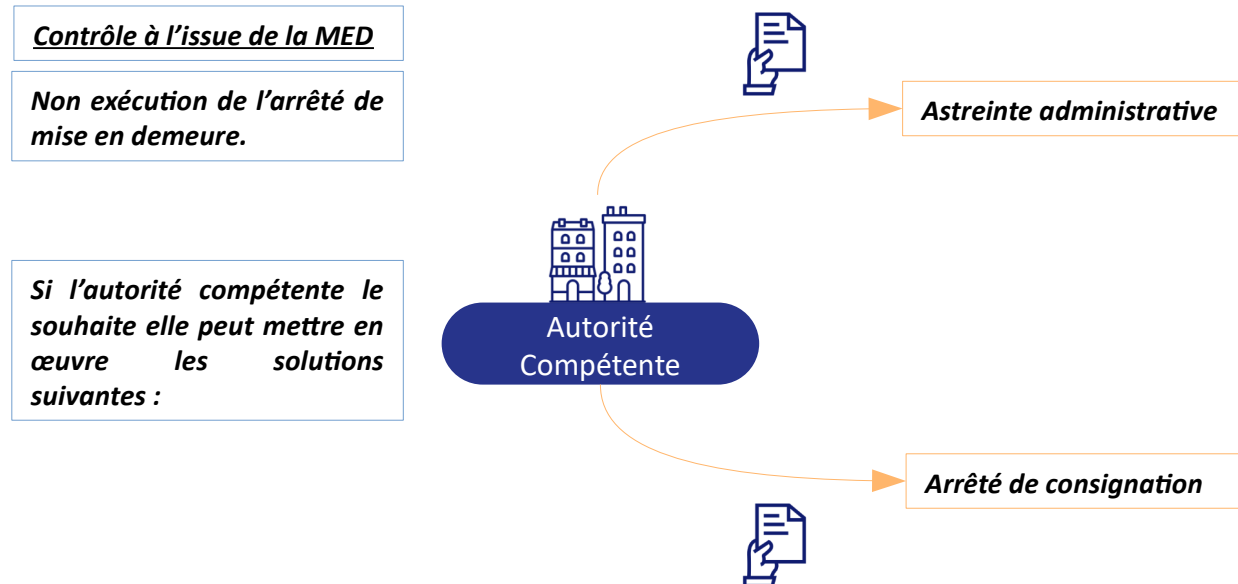 Contrôle à l’issue de la MED
Non exécution de l’arrêté de
mise en demeure.
Si l’autorité compétente le
souhaite elle peut mettre en
œuvre les solutions
suivantes :
Astreinte administrative
Autorité
Compétente
Arrêté de consignation